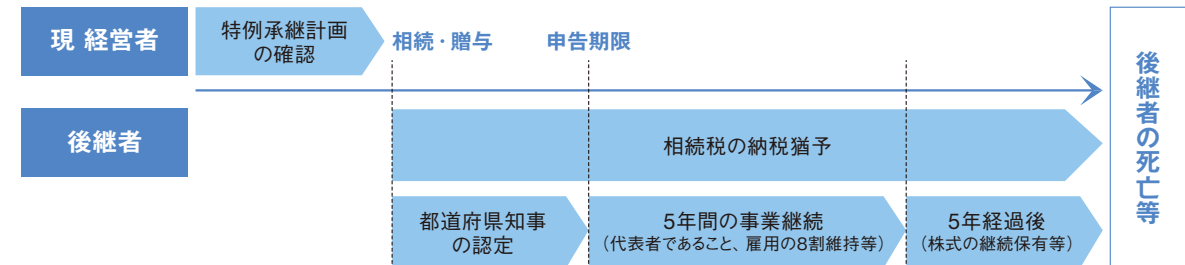 現 経営者
特例承継計画
の確認
相続・贈与
申告期限
後継者
相続税の納税猶予
都道府県知事
の認定
5年間の事業継続
（代表者であること、雇用の8割維持等）
5年経過後
（株式の継続保有等）
後継者の死亡等